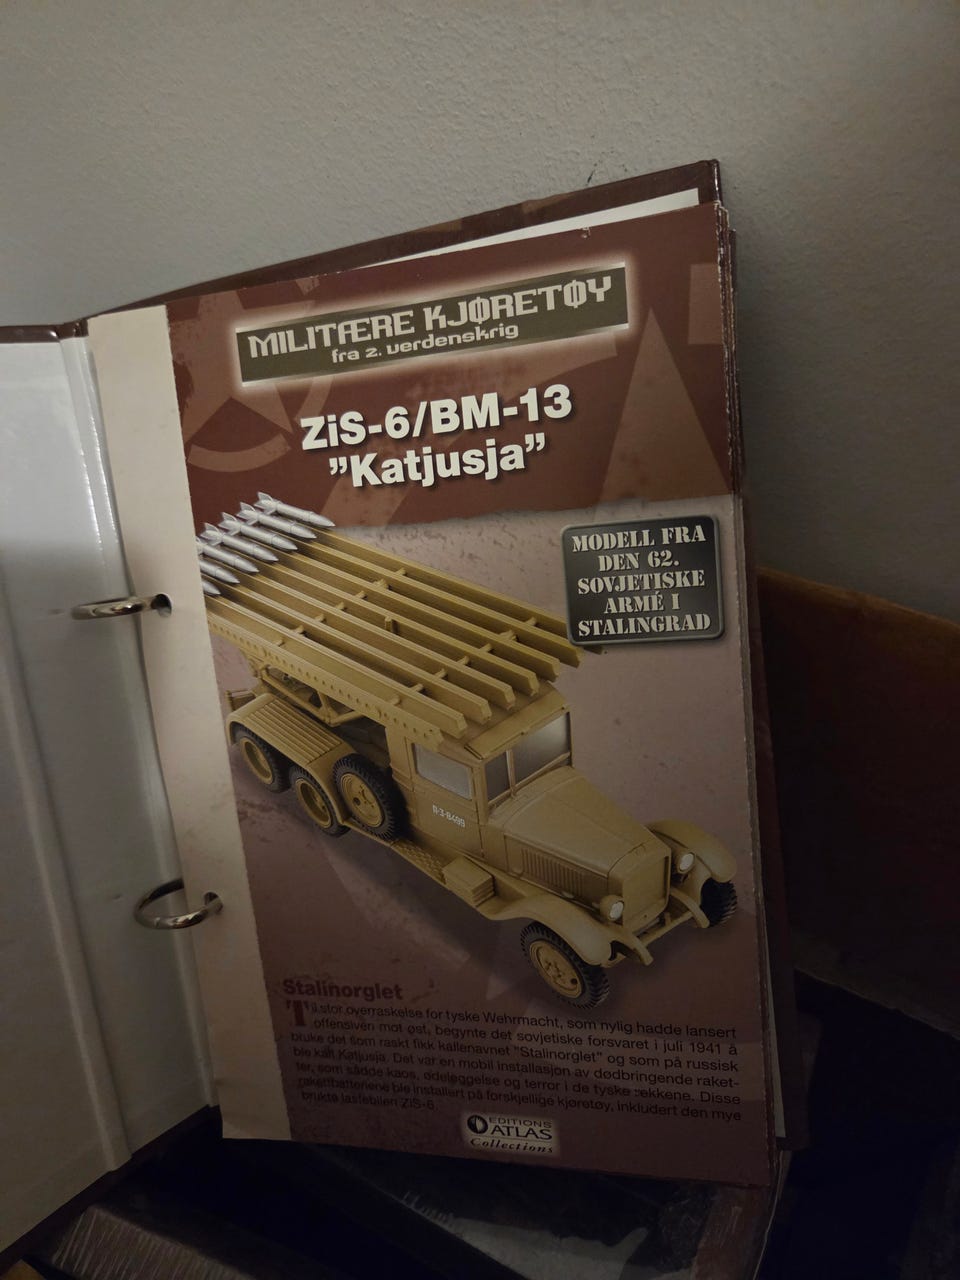 MILITÆRE KJØRETØY
fra 2. verdenskrig
ZiS-6/BM-13
”Katjusja”
MODELL FRA
DEN 62.
SOVJETISKE
ARMÉ I
STALINGRAD
Л-3-8499
Stalinorglet
Til stor overraskelse for tyske Wehrmacht, som nylig hadde lansert
offensiven mot øst, begynte det sovjetiske forsvaret i juli 1941 å
bruke det som raskt fikk kallenavnet "Stalinorglet" og som på russisk
ble kalt Katjusja. Det var en mobil installasjon av dødbringende raket-
ter, som sådde kaos, ødeleggelse og terror i de tyske rekkene. Disse
rakettbatteriene ble installert på forskjellige kjøretøy, inkludert den mye
brukte lastebilen ZiS-6.
EDITIONS
ATLAS
Collections